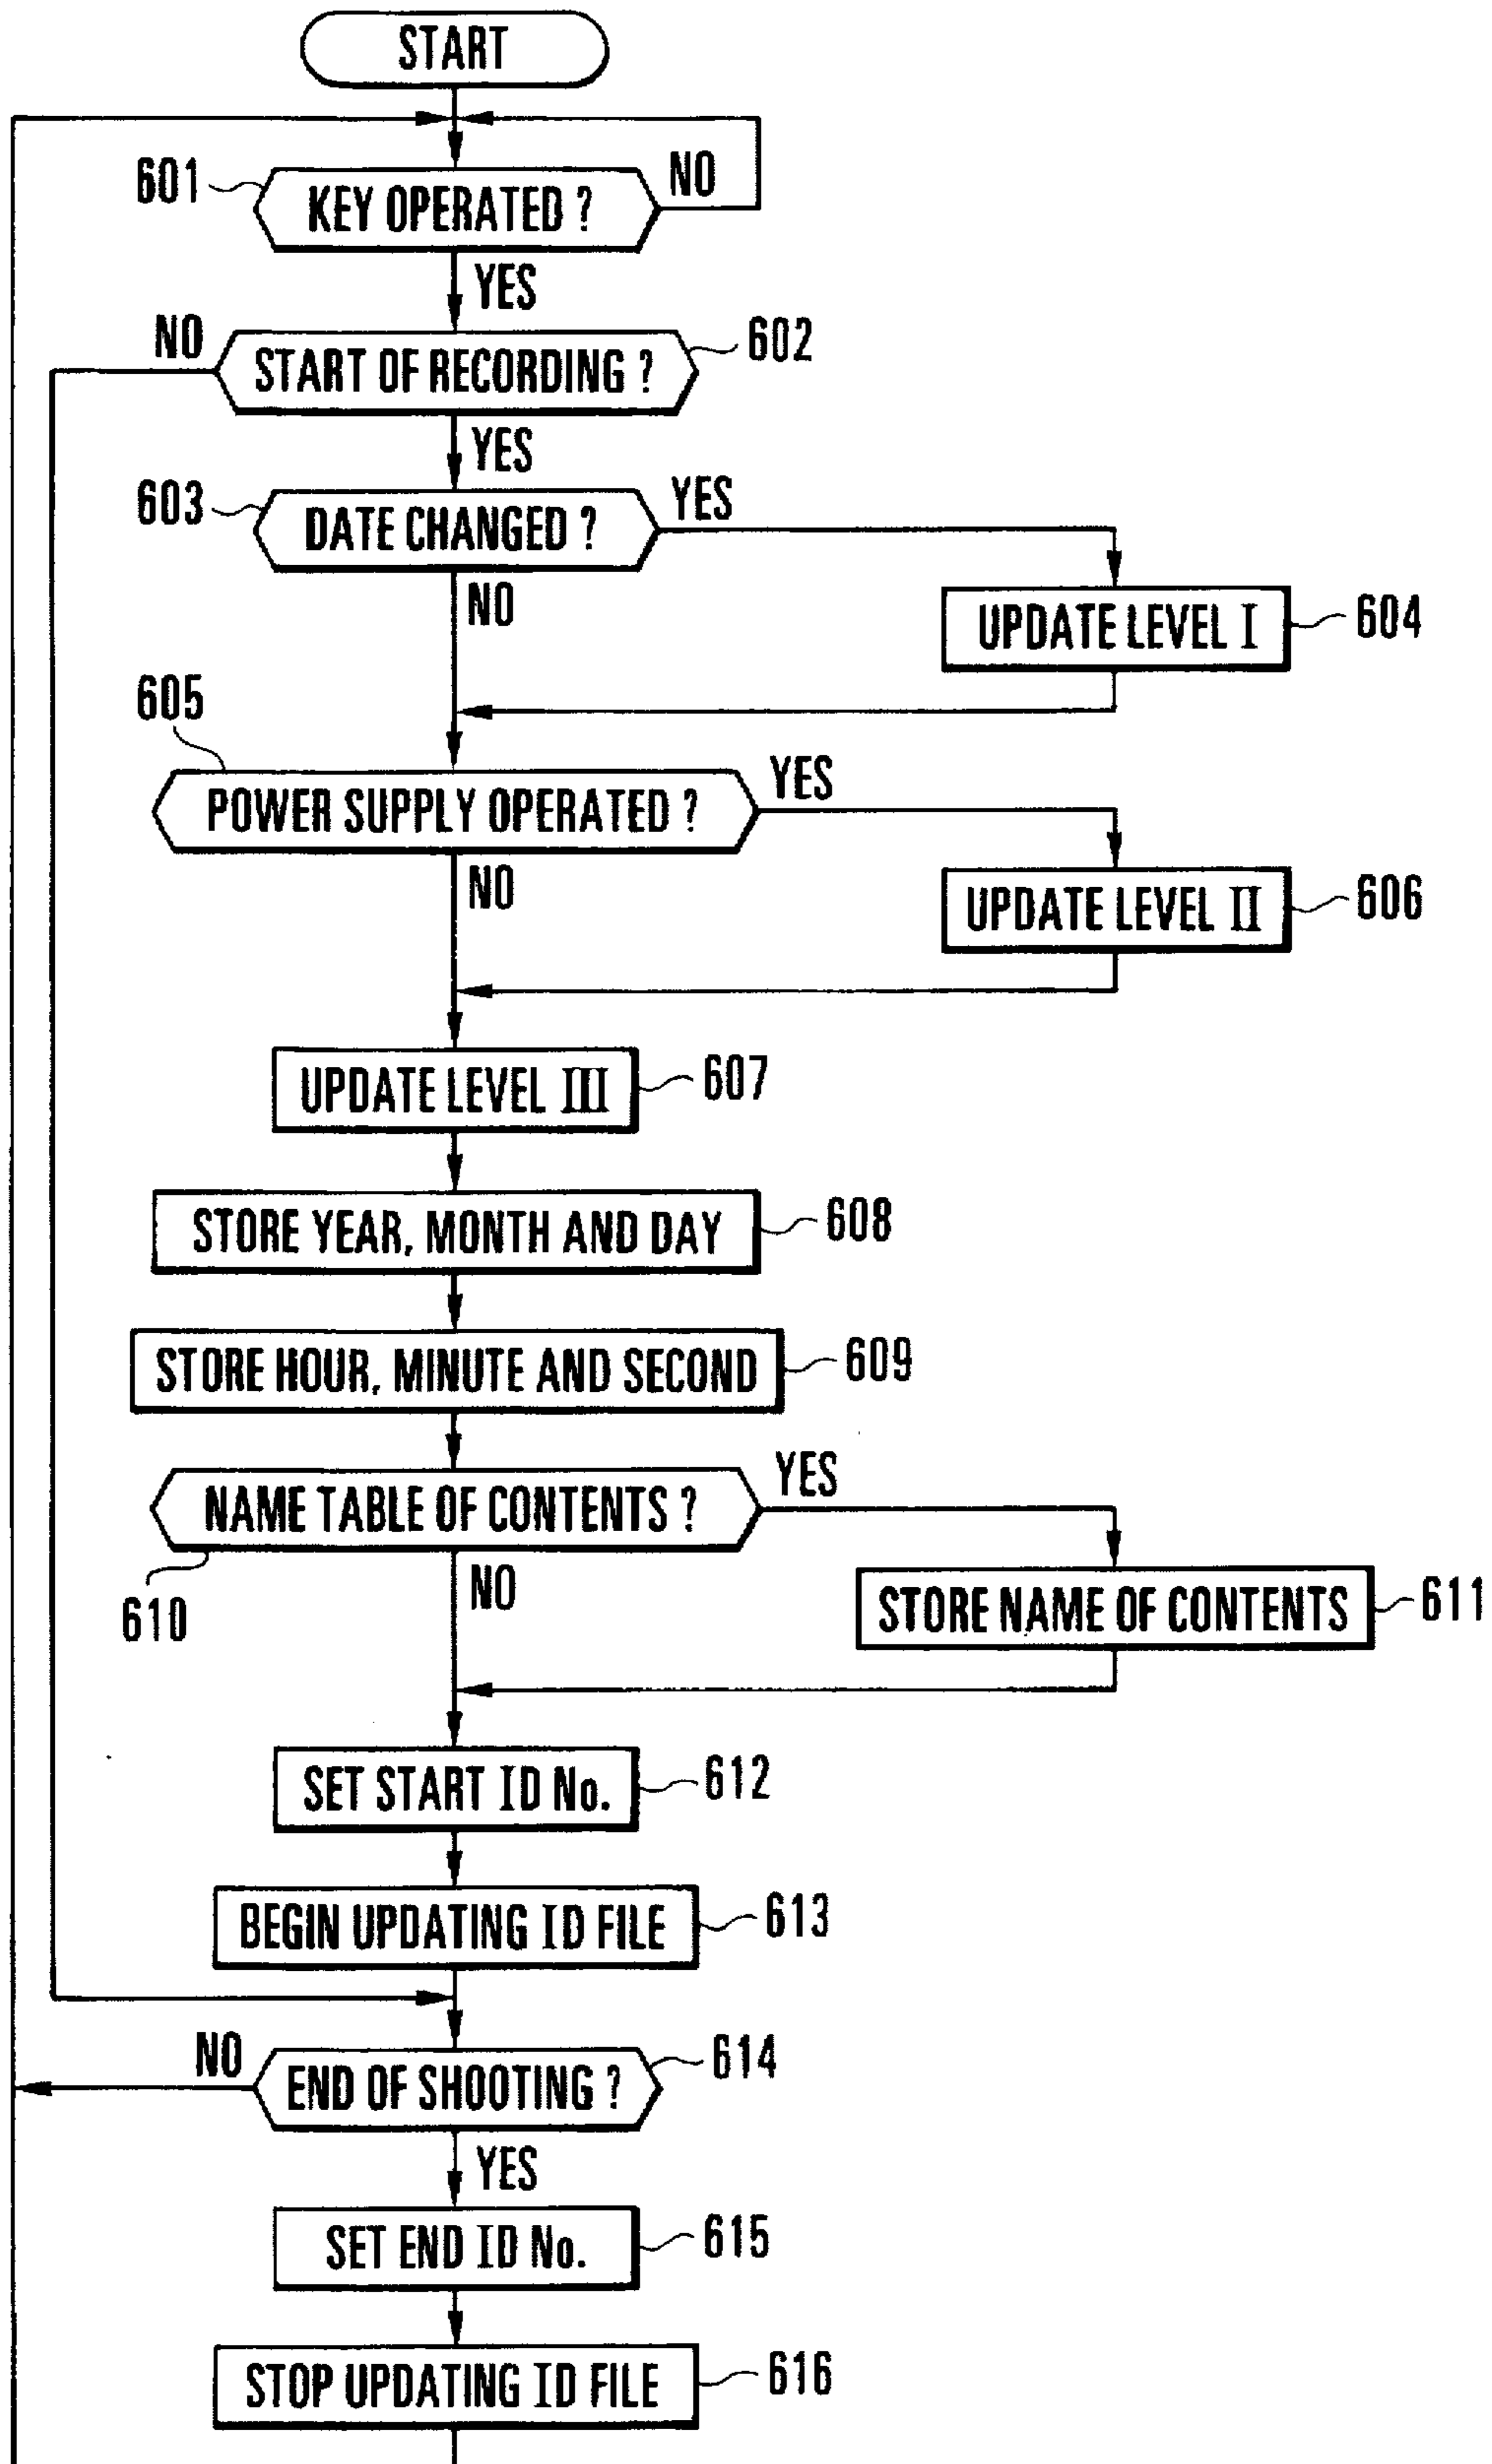 START
601
KEY OPERATED ?
NO
YES
NO
START OF RECORDING ?
602
YES
603
DATE CHANGED ?
YES
NO
UPDATE LEVEL I
604
605
POWER SUPPLY OPERATED ?
YES
NO
UPDATE LEVEL II
606
UPDATE LEVEL III
607
STORE YEAR, MONTH AND DAY
608
STORE HOUR, MINUTE AND SECOND
609
NAME TABLE OF CONTENTS ?
YES
610
NO
STORE NAME OF CONTENTS
611
SET START ID No.
612
BEGIN UPDATING ID FILE
613
NO
END OF SHOOTING ?
614
YES
SET END ID No.
615
STOP UPDATING ID FILE
616